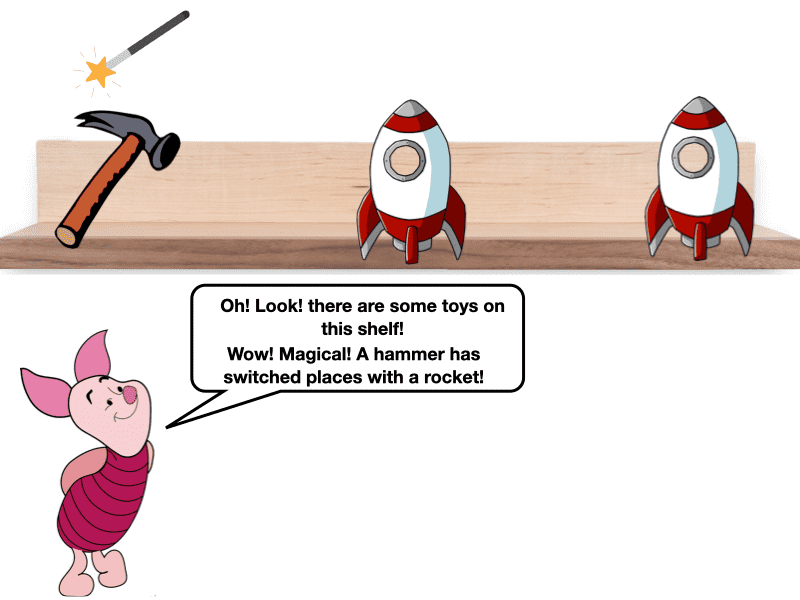 Oh! Look! there are some toys on
this shelf!
Wow! Magical! A hammer has
switched places with a rocket!